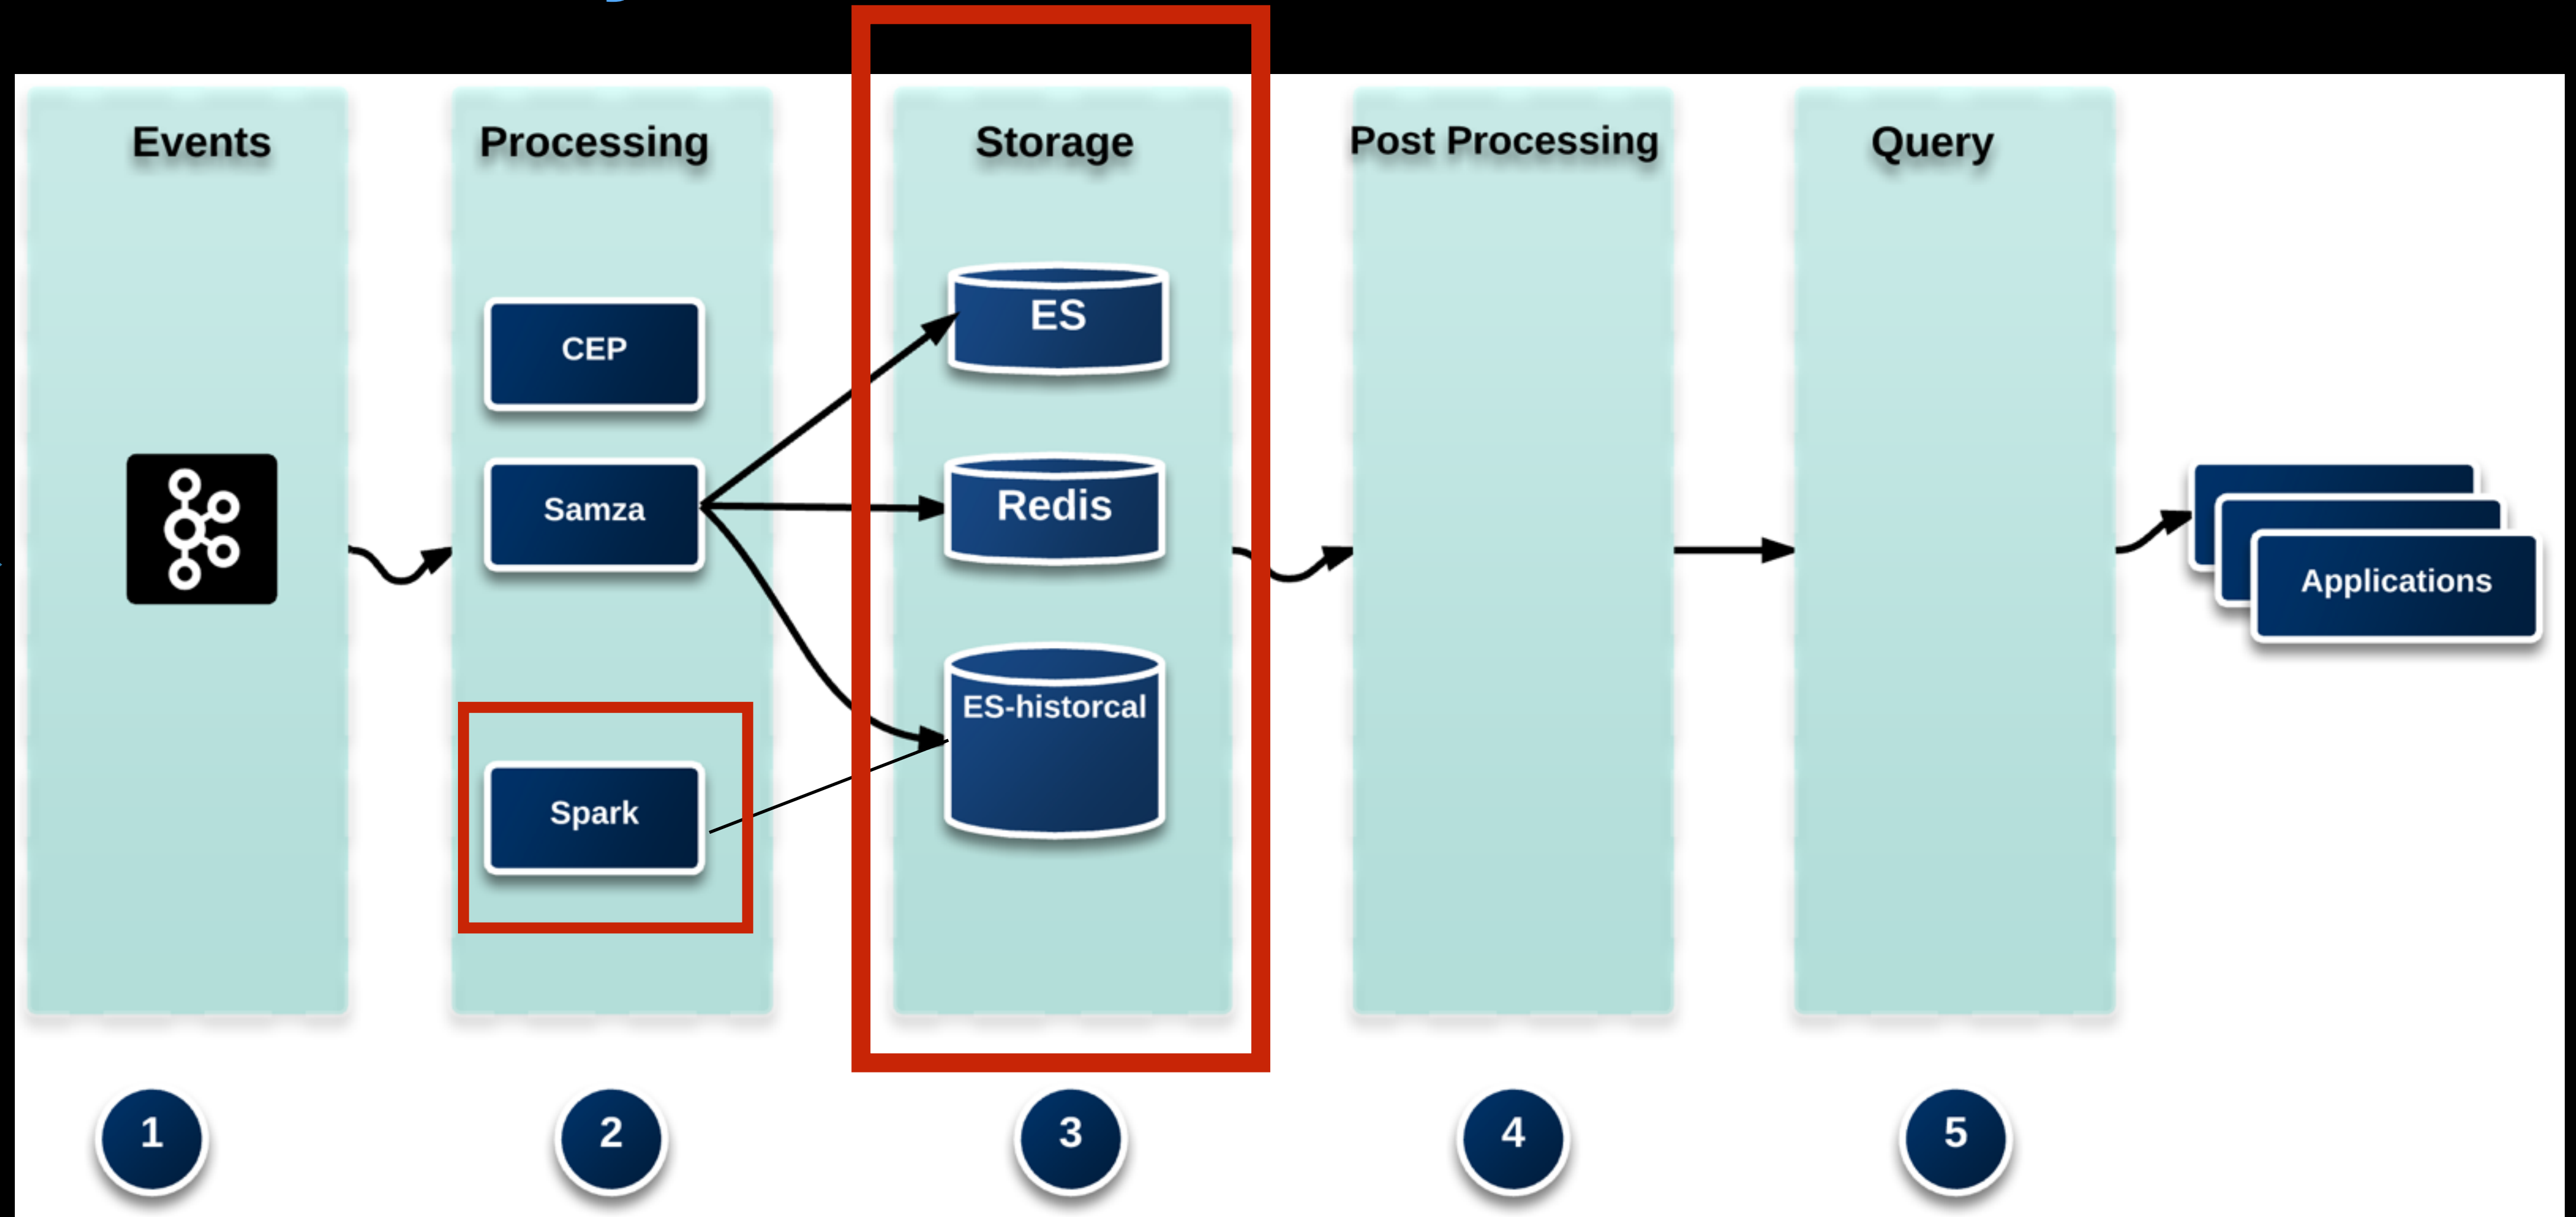 Events
Processing
Storage
Post Processing
Query
CEP
Samza
Spark
ES
Redis
ES-historcal
Applications
1
2
3
4
5